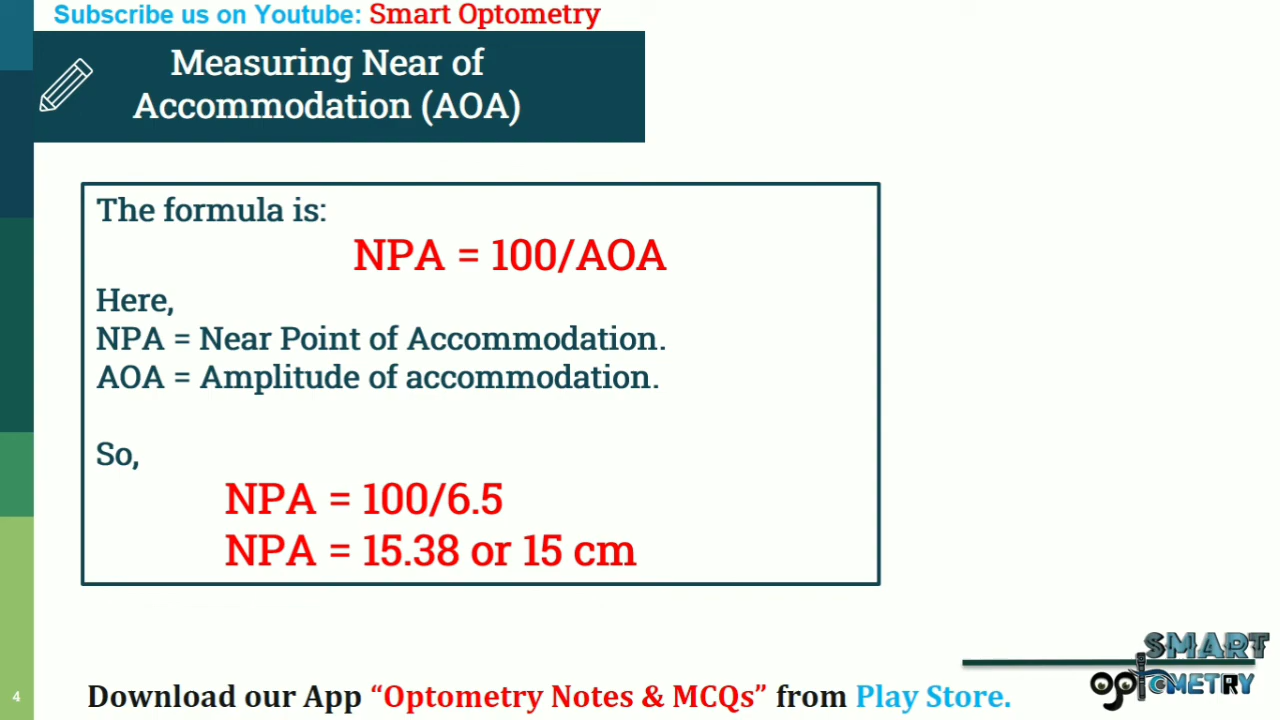 Subscribe us on Youtube: Smart Optometry
Measuring Near of
Accommodation (AOA)
The formula is:
NPA = 100/AOA
Here,
NPA = Near Point of Accommodation.
AOA = Amplitude of accommodation.
So,
NPA = 100/6.5
NPA = 15.38 or 15 cm
SMART
OptOMETRY
4
Download our App “Optometry Notes & MCQs” from Play Store.